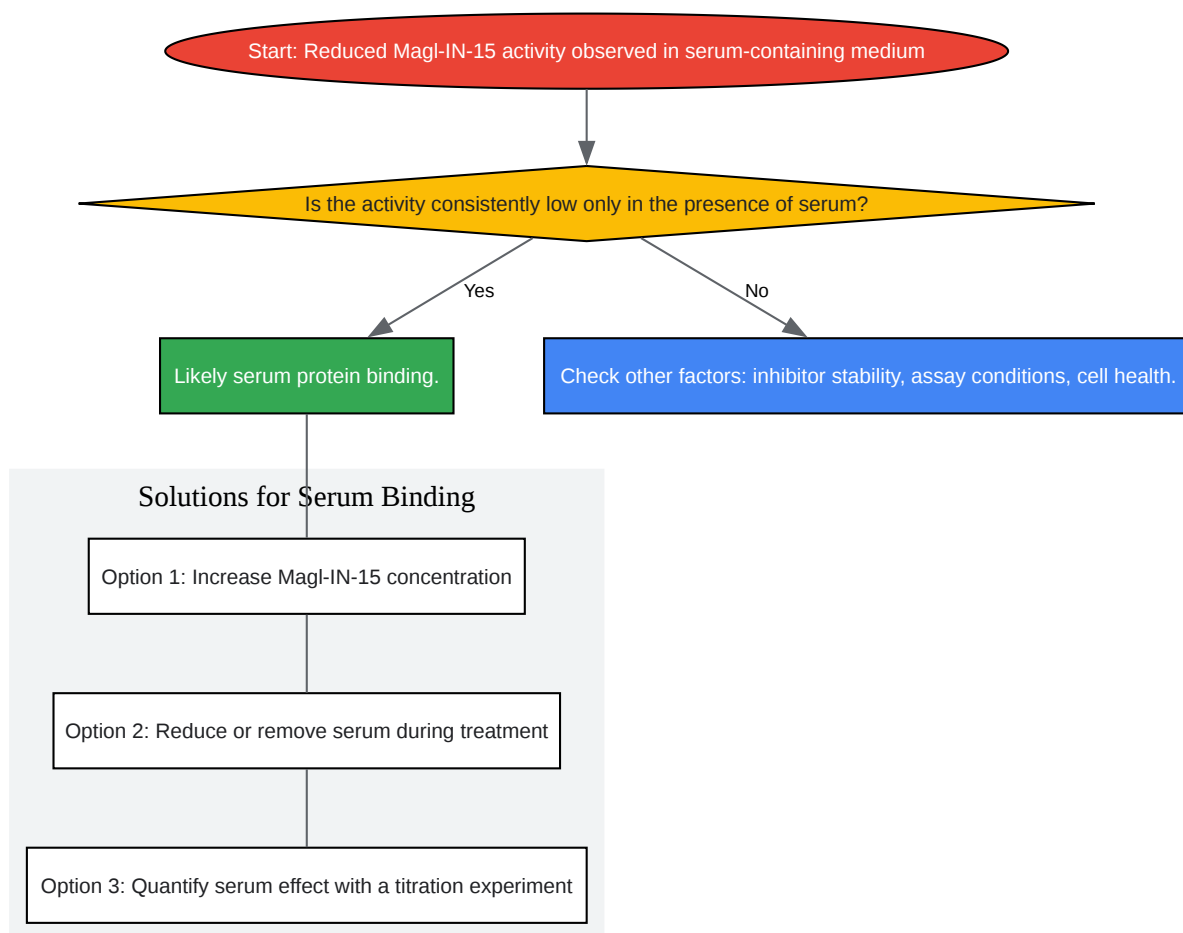 Start: Reduced Magl-IN-15 activity observed in serum-containing medium
Is the activity consistently low only in the presence of serum?
Yes
No
Likely serum protein binding.
Check other factors: inhibitor stability, assay conditions, cell health.
Solutions for Serum Binding
Option 1: Increase Magl-IN-15 concentration
Option 2: Reduce or remove serum during treatment
Option 3: Quantify serum effect with a titration experiment